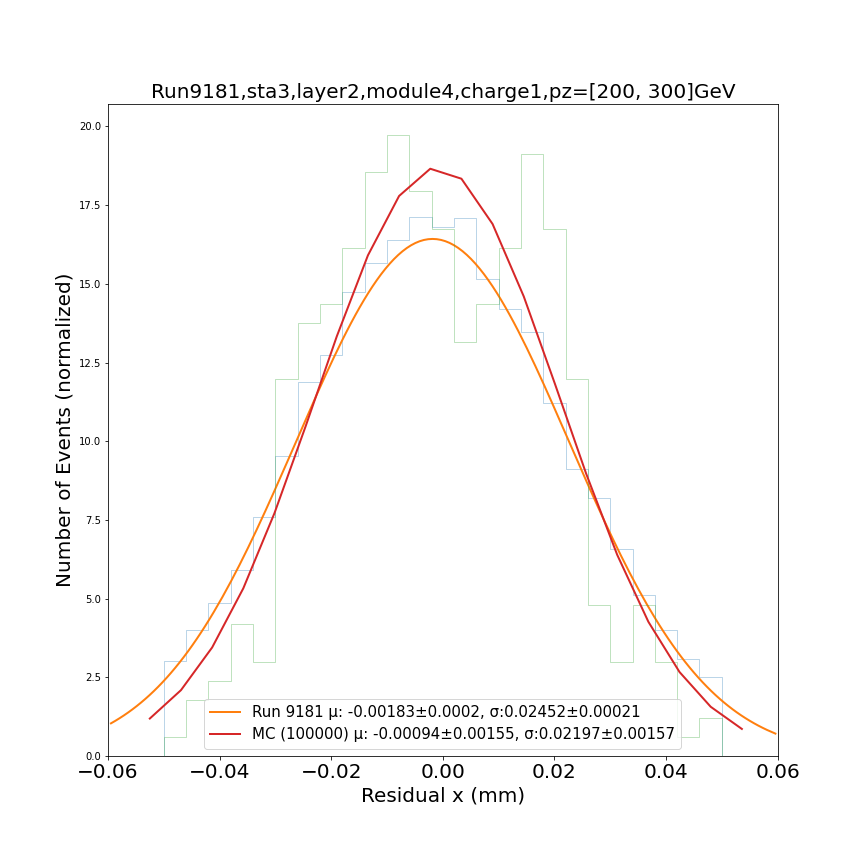 Run9181,sta3,layer2,module4,charge1,pz=[200, 300]GeV
Number of Events (normalized)
20.0
17.5
15.0
12.5
10.0
7.5
5.0
2.5
0.0
Run 9181 μ: -0.00183±0.0002, σ:0.02452±0.00021
MC (100000) μ: -0.00094±0.00155, σ:0.02197±0.00157
−0.06 −0.04 −0.02 0.00 0.02 0.04 0.06
Residual x (mm)